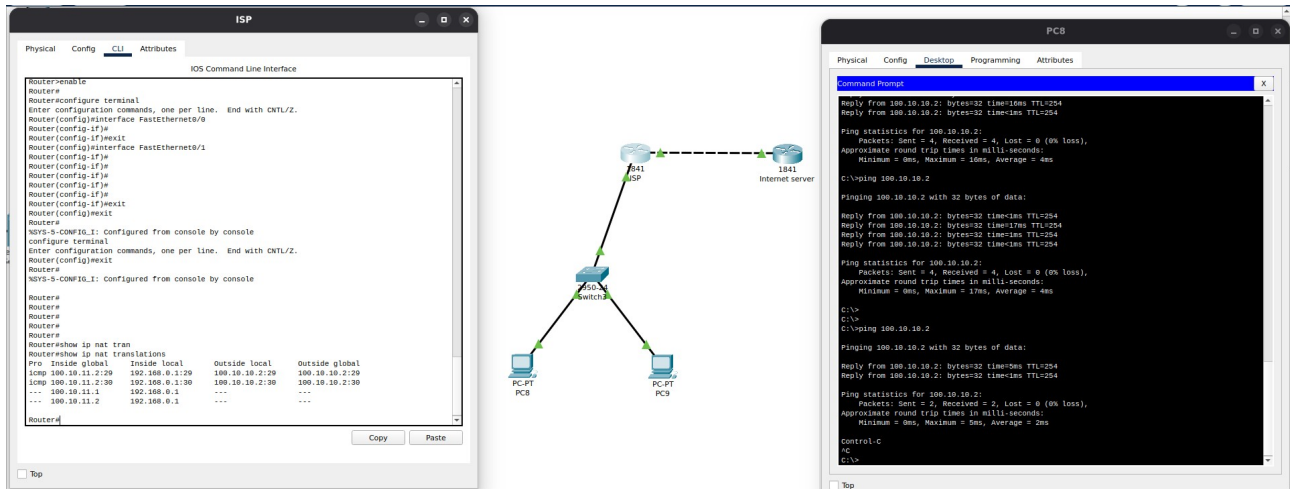 ISP
Physical Config CLI Attributes
IOS Command Line Interface
Router>enable
Router#
Router#configure terminal
Enter configuration commands, one per line. End with CNTL/Z.
Router(config)#interface FastEthernet0/0
Router(config-if)#
Router(config-if)#exit
Router(config)#interface FastEthernet0/1
Router(config-if)#
Router(config-if)#
Router(config-if)#
Router(config-if)#
Router(config-if)#
Router(config-if)#exit
Router(config)#exit
Router#
%SYS-5-CONFIG_I: Configured from console by console
configure terminal
Enter configuration commands, one per line. End with CNTL/Z.
Router(config)#exit
Router#
%SYS-5-CONFIG_I: Configured from console by console
Router#
Router#
Router#
Router#
Router#show ip nat tran
Router#show ip nat translations
Pro Inside global Inside local Outside local Outside global
icmp 100.10.11.2:29 192.168.0.1:29 100.10.10.2:29 100.10.10.2:29
icmp 100.10.11.2:30 192.168.0.1:30 100.10.10.2:30 100.10.10.2:30
--- 100.10.11.1 192.168.0.1 --- ---
--- 100.10.11.2 192.168.0.1 --- ---
Router#
Copy Paste
Top
1841
ISP
1841
Internet server
2950-24
Switch3
PC-PT
PC8
PC-PT
PC9
PC8
Physical Config Desktop Programming Attributes
Command Prompt X
Reply from 100.10.10.2: bytes=32 time=16ms TTL=254
Reply from 100.10.10.2: bytes=32 time<1ms TTL=254
Ping statistics for 100.10.10.2:
Packets: Sent = 4, Received = 4, Lost = 0 (0% loss),
Approximate round trip times in milli-seconds:
Minimum = 0ms, Maximum = 16ms, Average = 4ms
C:\>ping 100.10.10.2
Pinging 100.10.10.2 with 32 bytes of data:
Reply from 100.10.10.2: bytes=32 time<1ms TTL=254
Reply from 100.10.10.2: bytes=32 time=17ms TTL=254
Reply from 100.10.10.2: bytes=32 time=1ms TTL=254
Reply from 100.10.10.2: bytes=32 time<1ms TTL=254
Ping statistics for 100.10.10.2:
Packets: Sent = 4, Received = 4, Lost = 0 (0% loss),
Approximate round trip times in milli-seconds:
Minimum = 0ms, Maximum = 17ms, Average = 4ms
C:\>
C:\>
C:\>ping 100.10.10.2
Pinging 100.10.10.2 with 32 bytes of data:
Reply from 100.10.10.2: bytes=32 time=5ms TTL=254
Reply from 100.10.10.2: bytes=32 time<1ms TTL=254
Ping statistics for 100.10.10.2:
Packets: Sent = 2, Received = 2, Lost = 0 (0% loss),
Approximate round trip times in milli-seconds:
Minimum = 0ms, Maximum = 5ms, Average = 2ms
Control-C
^C
C:\>
Top